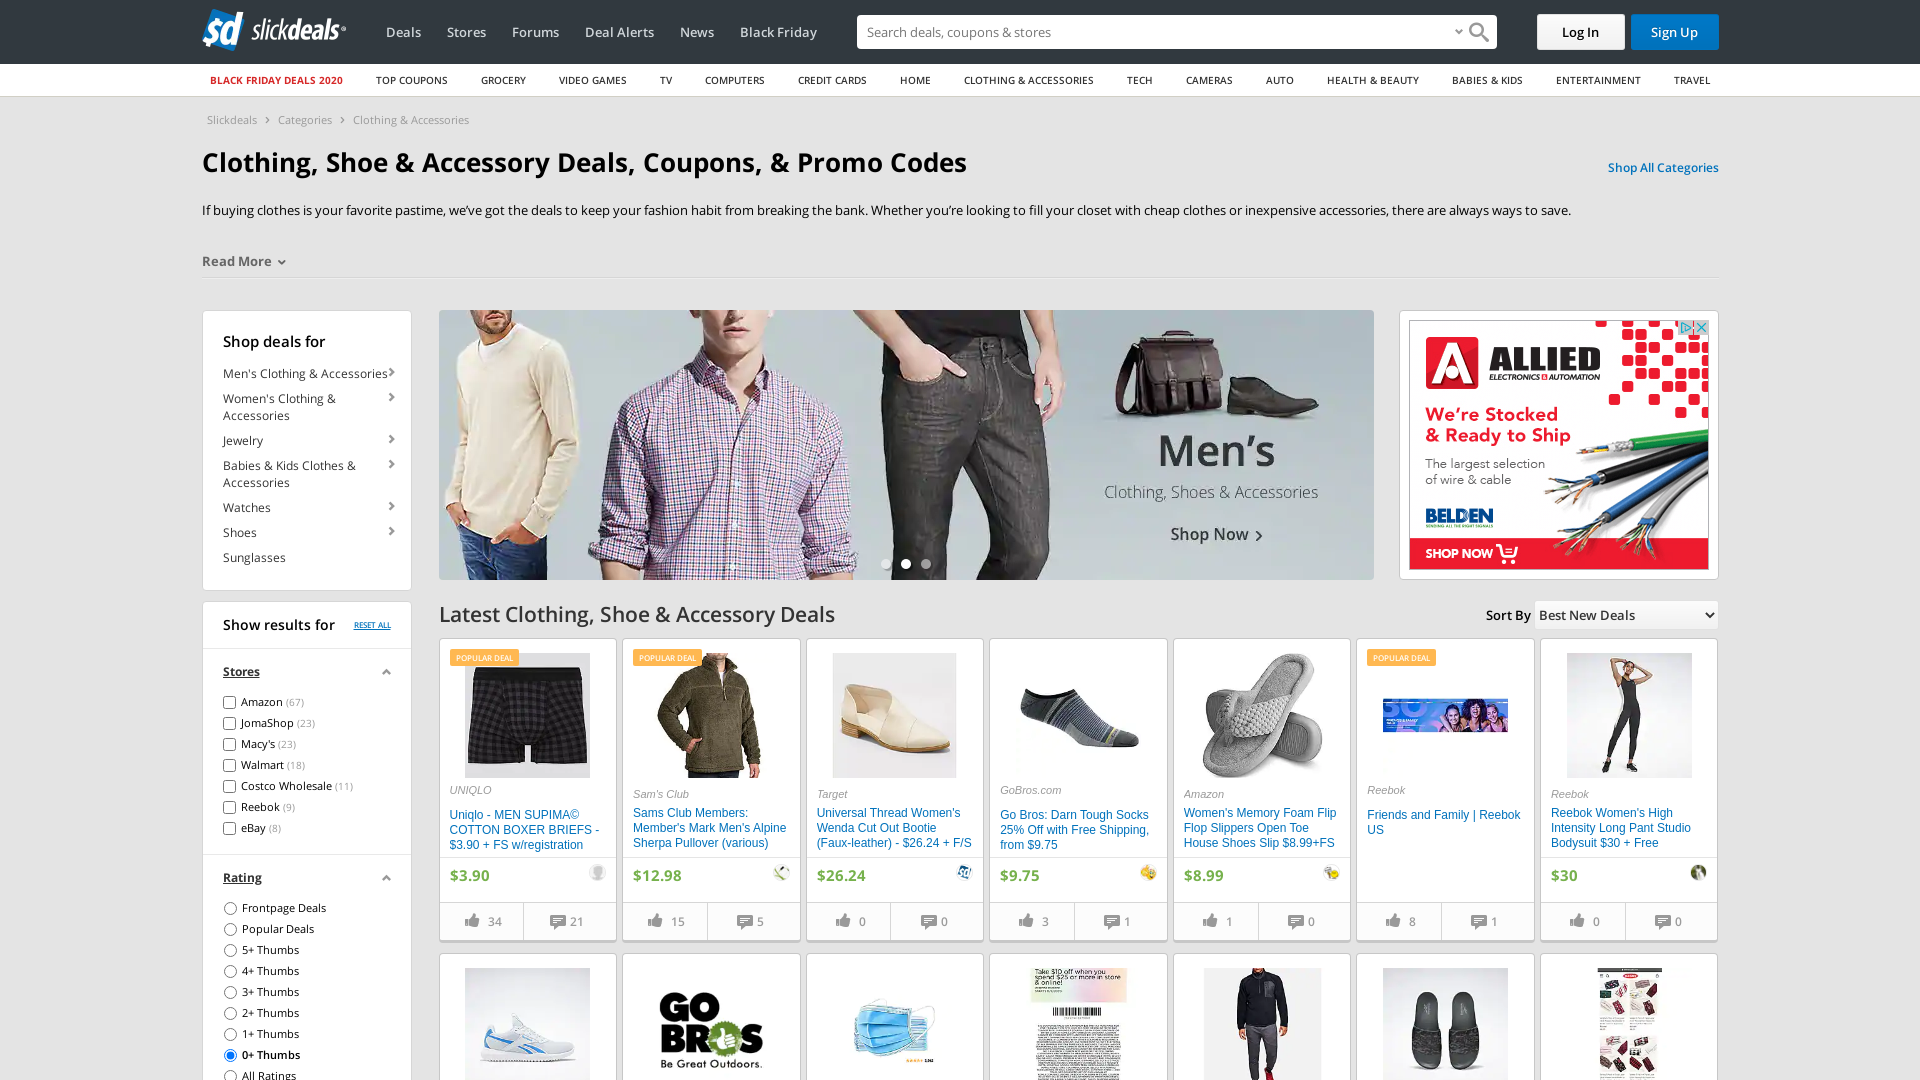 slickdeals
Deals
Stores
Forums
Deal Alerts
News
Black Friday
Search deals, coupons & stores
Log In
Sign Up
BLACK FRIDAY DEALS 2020
TOP COUPONS
GROCERY
VIDEO GAMES
TV
COMPUTERS
CREDIT CARDS
HOME
CLOTHING & ACCESSORIES
TECH
CAMERAS
AUTO
HEALTH & BEAUTY
BABIES & KIDS
ENTERTAINMENT
TRAVEL
Slickdeals
Categories
Clothing & Accessories
Clothing, Shoe & Accessory Deals, Coupons, & Promo Codes
Shop All Categories
If buying clothes is your favorite pastime, we’ve got the deals to keep your fashion habit from breaking the bank. Whether you’re looking to fill your closet with cheap clothes or inexpensive accessories, there are always ways to save.
Read More
Shop deals for
Men's Clothing & Accessories
Women's Clothing &
Accessories
Jewelry
Babies & Kids Clothes &
Accessories
Watches
Shoes
Sunglasses
Men’s
Clothing, Shoes & Accessories
Shop Now
ALLIED
ELECTRONICS & AUTOMATION
We’re Stocked
& Ready to Ship
The largest selection
of wire & cable
BELDEN
SENDING ALL THE RIGHT SIGNALS
SHOP NOW
Show results for
RESET ALL
Stores
Amazon (67)
JomaShop (23)
Macy's (23)
Walmart (18)
Costco Wholesale (11)
Reebok (9)
eBay (8)
Rating
Frontpage Deals
Popular Deals
5+ Thumbs
4+ Thumbs
3+ Thumbs
2+ Thumbs
1+ Thumbs
0+ Thumbs
All Ratings
Latest Clothing, Shoe & Accessory Deals
Sort By
Best New Deals
POPULAR DEAL
UNIQLO
Uniqlo - MEN SUPIMA©
COTTON BOXER BRIEFS -
$3.90 + FS w/registration
$3.90
34
21
POPULAR DEAL
Sam's Club
Sams Club Members:
Member's Mark Men's Alpine
Sherpa Pullover (various)
$12.98
15
5
Target
Universal Thread Women's
Wenda Cut Out Bootie
(Faux-leather) - $26.24 + F/S
$26.24
0
0
GoBros.com
Go Bros: Darn Tough Socks
25% Off with Free Shipping,
from $9.75
$9.75
3
1
Amazon
Women's Memory Foam Flip
Flop Slippers Open Toe
House Shoes Slip $8.99+FS
$8.99
1
0
POPULAR DEAL
Reebok
Friends and Family | Reebok
US
8
1
Reebok
Reebok Women's High
Intensity Long Pant Studio
Bodysuit $30 + Free
$30
0
0
GO
BROS
Be Great Outdoors.
Take $10 off when you
spend $25 or more in store
& online!